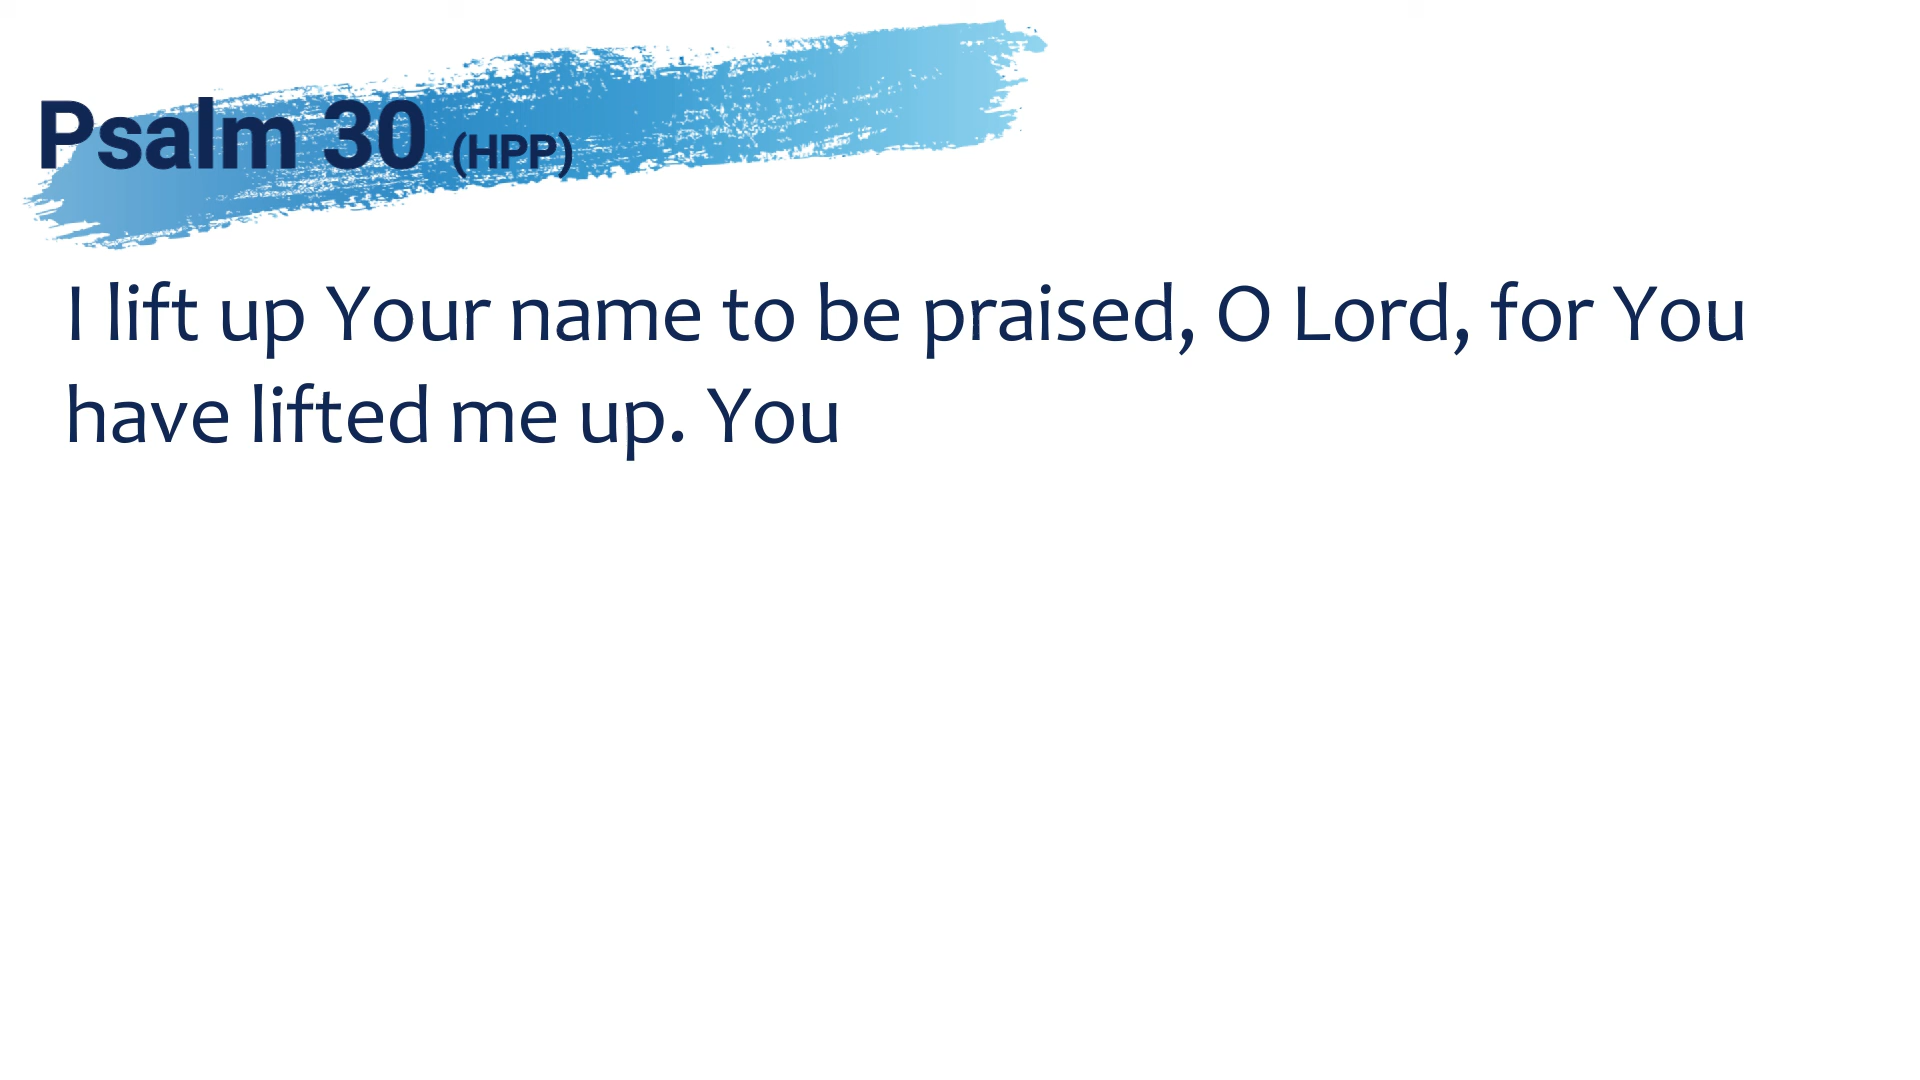 Psalm 30 (HPP)
I lift up Your name to be praised, O Lord, for You
have lifted me up. You